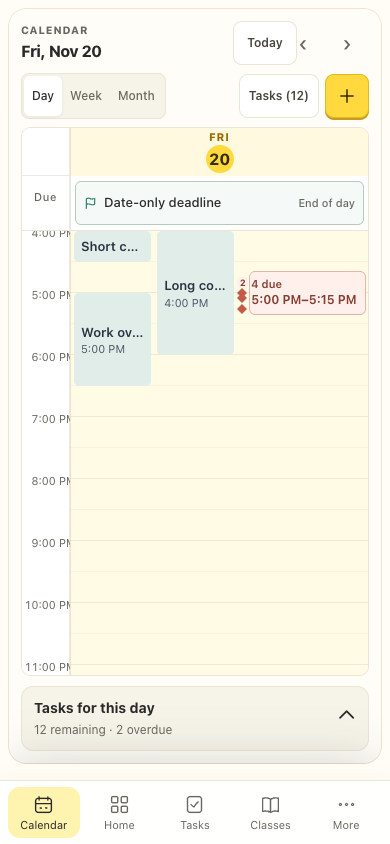 CALENDAR
Fri, Nov 20
Today
Day
Week
Month
Tasks (12)
FRI
20
Due
Date-only deadline
End of day
4:00 PM
Short c...
Long co...
4:00 PM
2
4 due
5:00 PM–5:15 PM
5:00 PM
Work ov...
5:00 PM
6:00 PM
7:00 PM
8:00 PM
9:00 PM
10:00 PM
11:00 PM
Tasks for this day
12 remaining · 2 overdue
Calendar
Home
Tasks
Classes
More